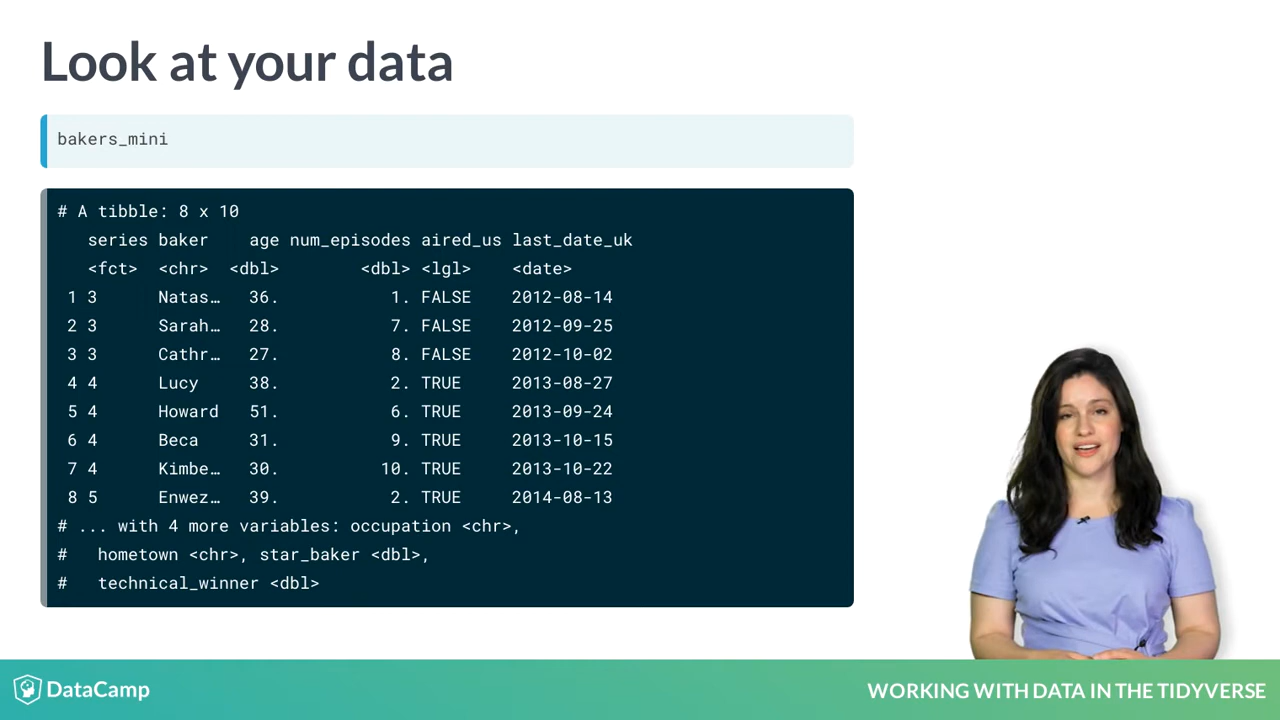 Look at your data
bakers_mini
# A tibble: 8 x 10
series baker age num_episodes aired_us last_date_uk
<fct> <chr> <dbl> <dbl> <lgl> <date>
1 3 Natas… 36. 1. FALSE 2012-08-14
2 3 Sarah… 28. 7. FALSE 2012-09-25
3 3 Cathr… 27. 8. FALSE 2012-10-02
4 4 Lucy 38. 2. TRUE 2013-08-27
5 4 Howard 51. 6. TRUE 2013-09-24
6 4 Beca 31. 9. TRUE 2013-10-15
7 4 Kimbe… 30. 10. TRUE 2013-10-22
8 5 Enwez… 39. 2. TRUE 2014-08-13
# ... with 4 more variables: occupation <chr>,
# hometown <chr>, star_baker <dbl>,
# technical_winner <dbl>
DataCamp
WORKING WITH DATA IN THE TIDYVERSE